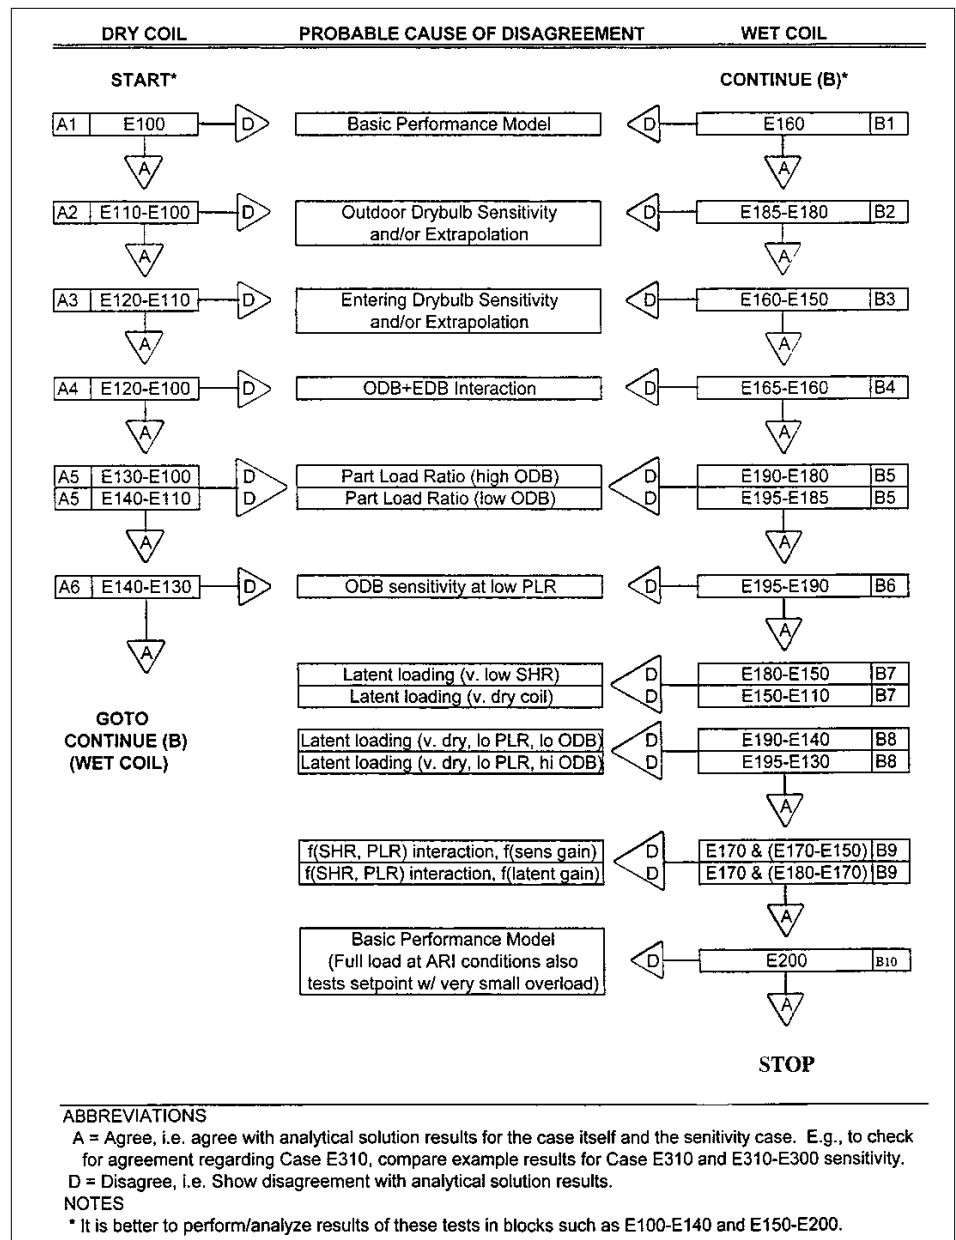 DRY COIL PROBABLE CAUSE OF DISAGREEMENT WET COIL
START* CONTINUE (B)*
A1 E100 D Basic Performance Model D E160 B1
A A
A2 E110-E100 D Outdoor Drybulb Sensitivity D E185-E180 B2
and/or Extrapolation
A A
A3 E120-E110 D Entering Drybulb Sensitivity D E160-E150 B3
and/or Extrapolation
A A
A4 E120-E100 D ODB+EDB Interaction D E165-E160 B4
A A
A5 E130-E100 D Part Load Ratio (high ODB) D E190-E180 B5
A5 E140-E110 D Part Load Ratio (low ODB) D E195-E185 B5
A A
A6 E140-E130 D ODB sensitivity at low PLR D E195-E190 B6
A A
Latent loading (v. low SHR) D E180-E150 B7
Latent loading (v. dry coil) D E150-E110 B7
GOTO
CONTINUE (B)
(WET COIL)
Latent loading (v. dry, lo PLR, lo ODB) D E190-E140 B8
Latent loading (v. dry, lo PLR, hi ODB) D E195-E130 B8
A
f(SHR, PLR) interaction, f(sens gain) D E170 & (E170-E150) B9
f(SHR, PLR) interaction, f(latent gain) D E170 & (E180-E170) B9
A
Basic Performance Model
(Full load at ARI conditions also D E200 B10
tests setpoint w/ very small overload)
A
STOP
ABBREVIATIONS
A = Agree, i.e. agree with analytical solution results for the case itself and the senitivity case. E.g., to check
for agreement regarding Case E310, compare example results for Case E310 and E310-E300 sensitivity.
D = Disagree, i.e. Show disagreement with analytical solution results.
NOTES
* It is better to perform/analyze results of these tests in blocks such as E100-E140 and E150-E200.